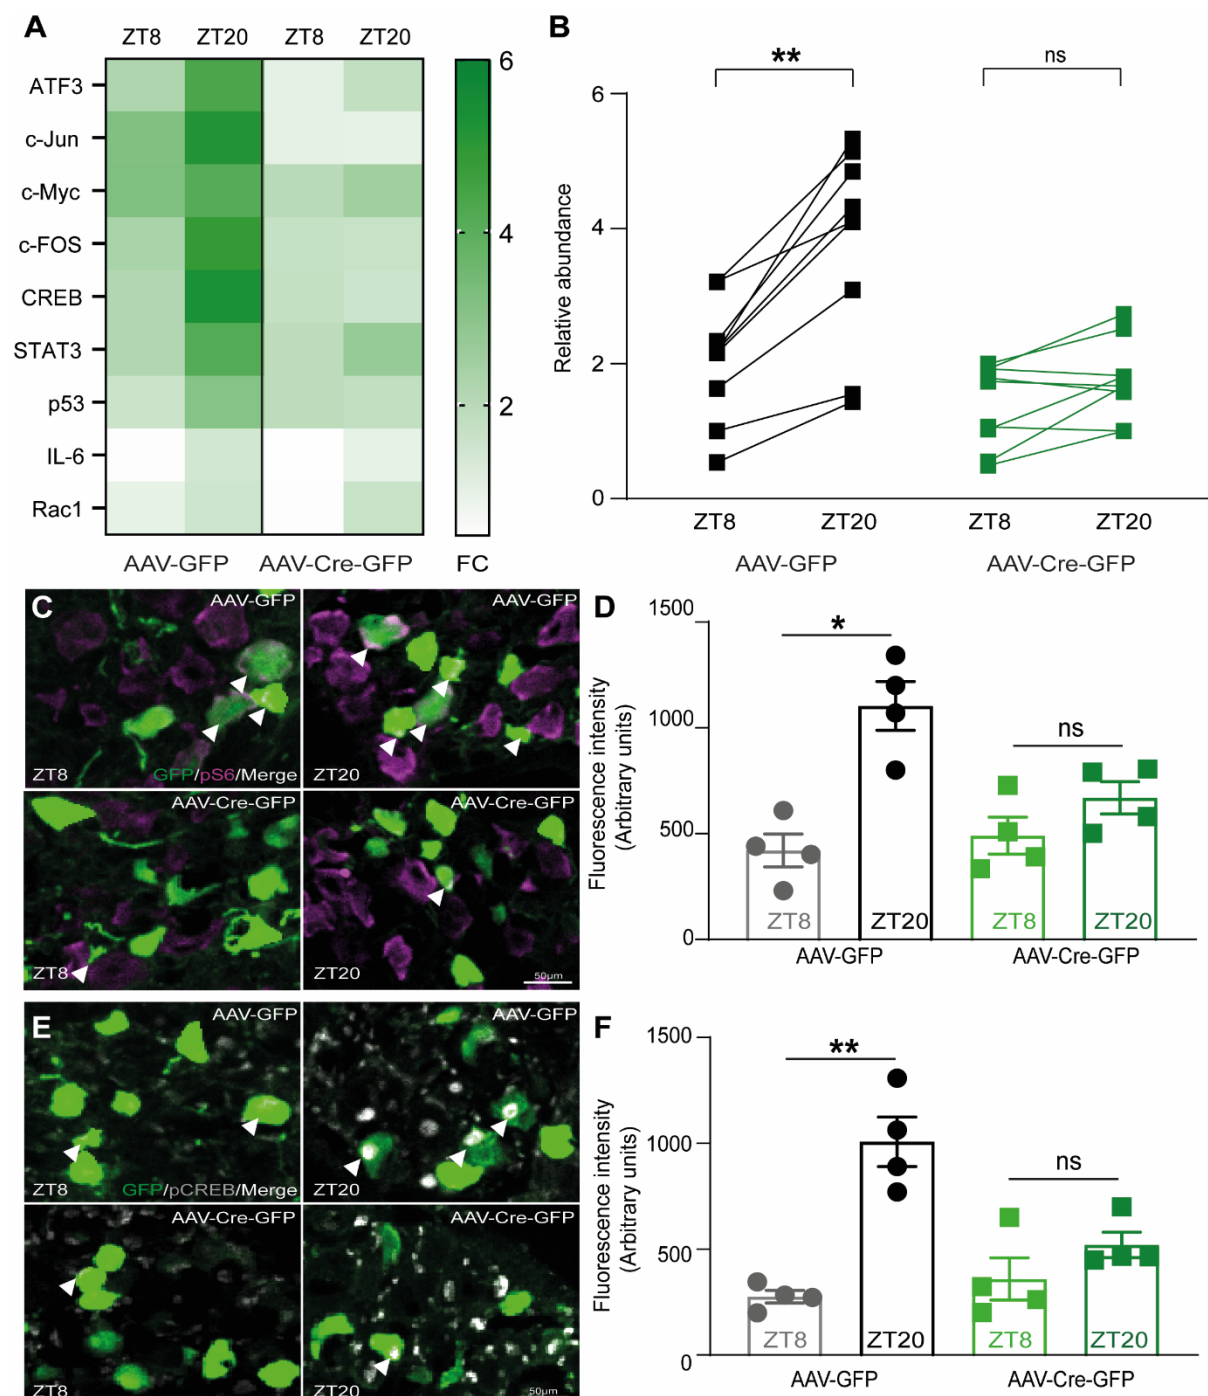 A
ZT8 ZT20 ZT8 ZT20
ATF3
c-Jun
c-Myc
c-FOS
CREB
STAT3
p53
IL-6
Rac1
AAV-GFP AAV-Cre-GFP FC
6
4
2
B
** ns
Relative abundance
6
4
2
0
ZT8 ZT20 ZT8 ZT20
AAV-GFP AAV-Cre-GFP
C
AAV-GFP
ZT8 GFP/pS6/Merge
AAV-GFP
ZT20
AAV-Cre-GFP
ZT8
AAV-Cre-GFP
ZT20 50µm
D
Fluorescence intensity
(Arbitrary units)
1500
1000
500
0
* ns
ZT8 ZT20 ZT8 ZT20
AAV-GFP AAV-Cre-GFP
E
AAV-GFP
ZT8 GFP/pCREB/Merge
AAV-GFP
ZT20
AAV-Cre-GFP
ZT8
AAV-Cre-GFP
ZT20 50µm
F
Fluorescence intensity
(Arbitrary units)
1500
1000
500
0
** ns
ZT8 ZT20 ZT8 ZT20
AAV-GFP AAV-Cre-GFP